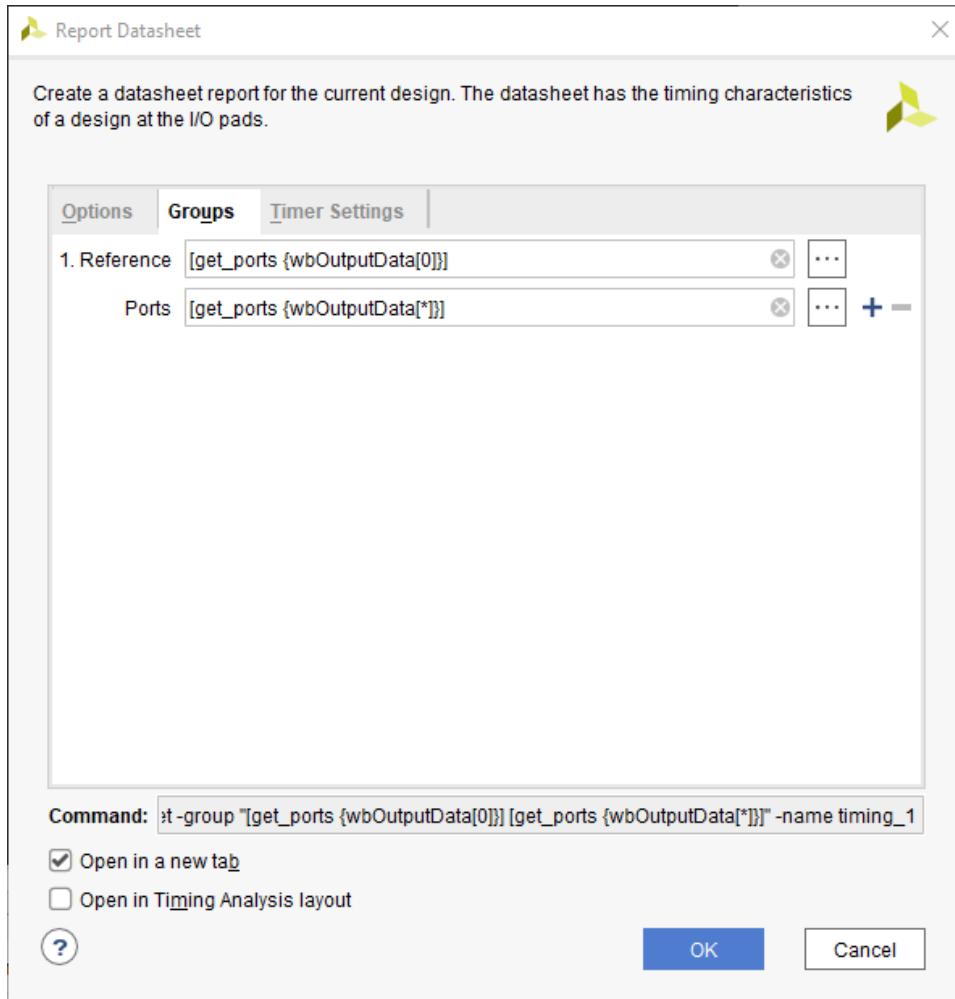 Report Datasheet
Create a datasheet report for the current design. The datasheet has the timing characteristics
of a design at the I/O pads.
Options Groups Timer Settings
1. Reference [get_ports {wbOutputData[0]}] ...
Ports [get_ports {wbOutputData[*]}] ...
Command: et -group "[get_ports {wbOutputData[0]}] [get_ports {wbOutputData[*]}]" -name timing_1
Open in a new tab
Open in Timing Analysis layout
? OK Cancel